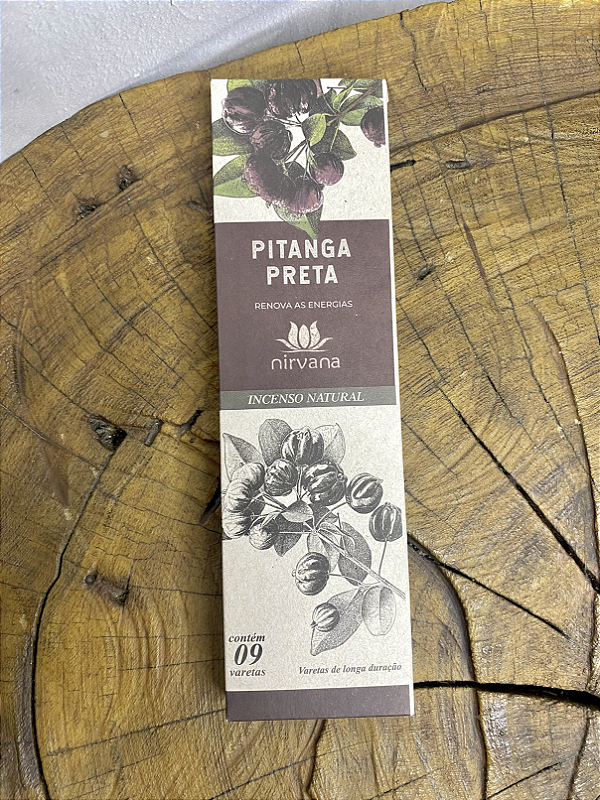 PITANGA
PRETA
RENOVA AS ENERGIAS
nirvana
INCENSO NATURAL
contém
09
varetas
Varetas de longa duração